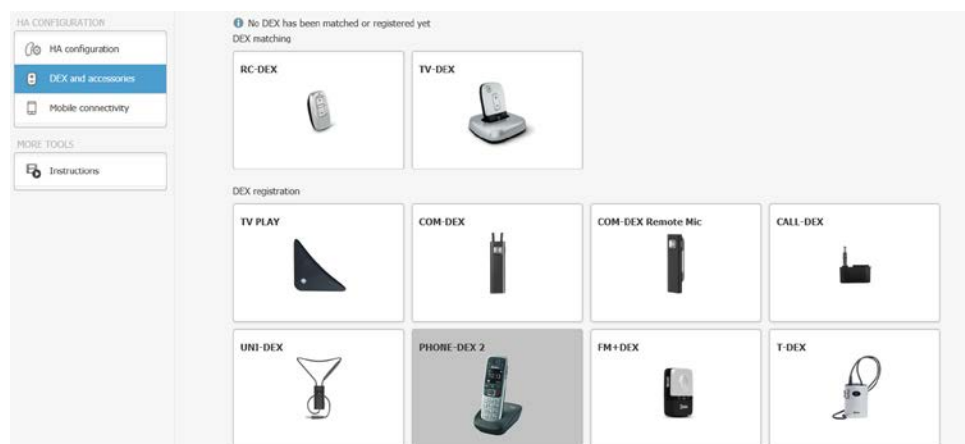 HA CONFIGURATION
HA configuration
DEX and accessories
Mobile connectivity
MORE TOOLS
Instructions
No DEX has been matched or registered yet
DEX matching
RC-DEX
TV-DEX
DEX registration
TV PLAY
COM-DEX
COM-DEX Remote Mic
CALL-DEX
UNI-DEX
PHONE-DEX 2
FM+DEX
T-DEX